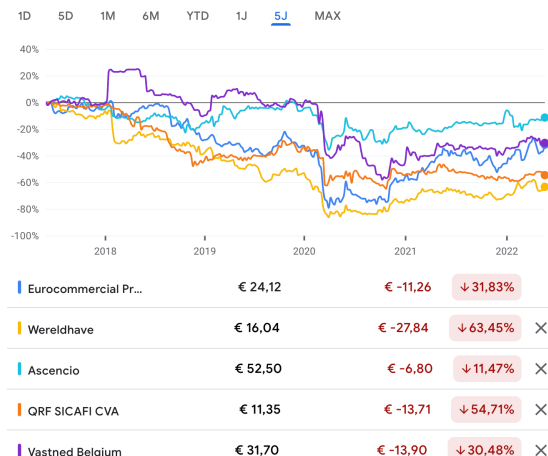 1D 5D 1M 6M YTD 1J 5J MAX
40%
20%
0%
-20%
-40%
-60%
-80%
-100%
2018 2019 2020 2021 2022
Eurocommercial Pr... € 24,12 € -11,26 ↓31,83%
Wereldhave € 16,04 € -27,84 ↓63,45% ×
Ascencio € 52,50 € -6,80 ↓11,47% ×
QRF SICAFI CVA € 11,35 € -13,71 ↓54,71% ×
Vastned Belgium € 31,70 € -13,90 ↓30,48% ×